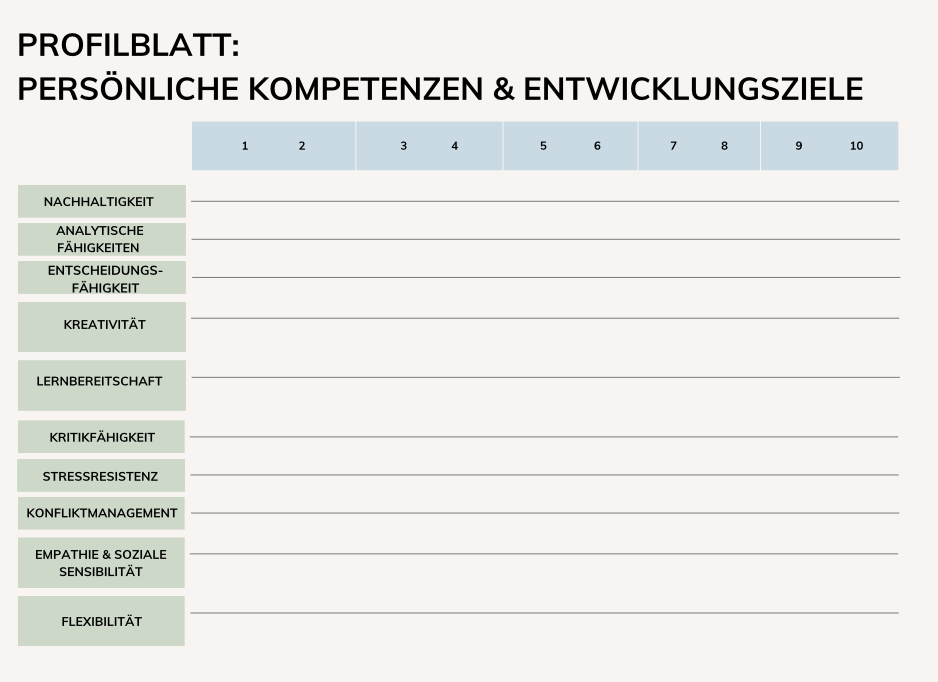 PROFILBLATT:
PERSÖNLICHE KOMPETENZEN & ENTWICKLUNGSZIELE
1 2 3 4 5 6 7 8 9 10
NACHHALTIGKEIT
ANALYTISCHE
FÄHIGKEITEN
ENTSCHEIDUNGS-
FÄHIGKEIT
KREATIVITÄT
LERNBEREITSCHAFT
KRITIKFÄHIGKEIT
STRESSRESISTENZ
KONFLIKTMANAGEMENT
EMPATHIE & SOZIALE
SENSIBILITÄT
FLEXIBILITÄT